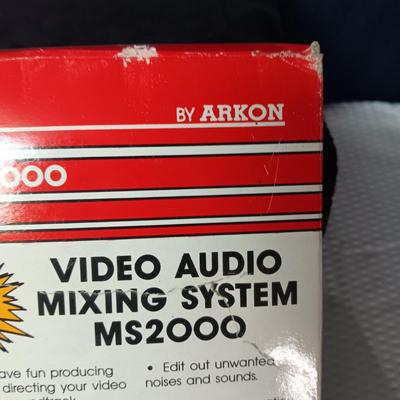 BY ARKON
000
VIDEO AUDIO
MIXING SYSTEM
MS2000
ave fun producing
directing your video
• Edit out unwanted
noises and sounds.